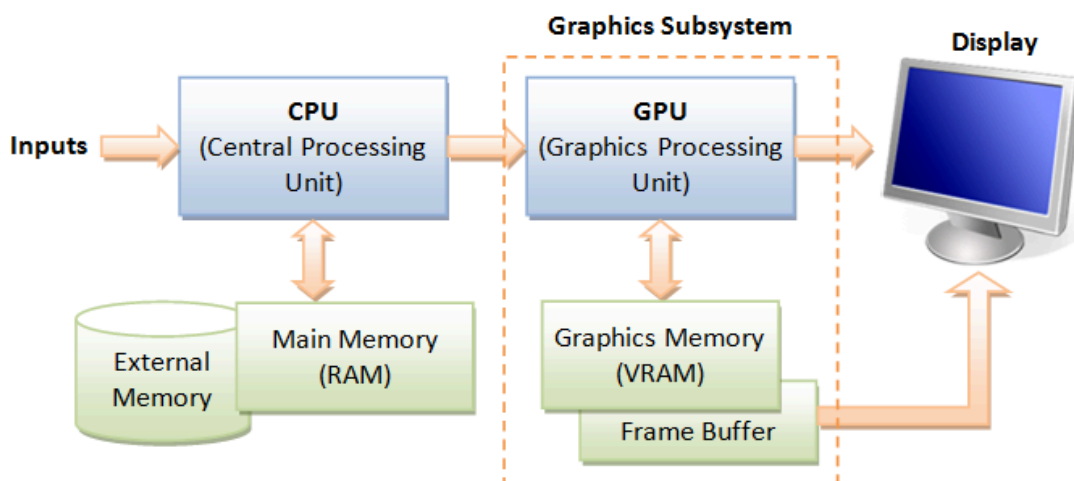 Graphics Subsystem
Display
Inputs
CPU
(Central Processing
Unit)
GPU
(Graphics Processing
Unit)
External
Memory
Main Memory
(RAM)
Graphics Memory
(VRAM)
Frame Buffer